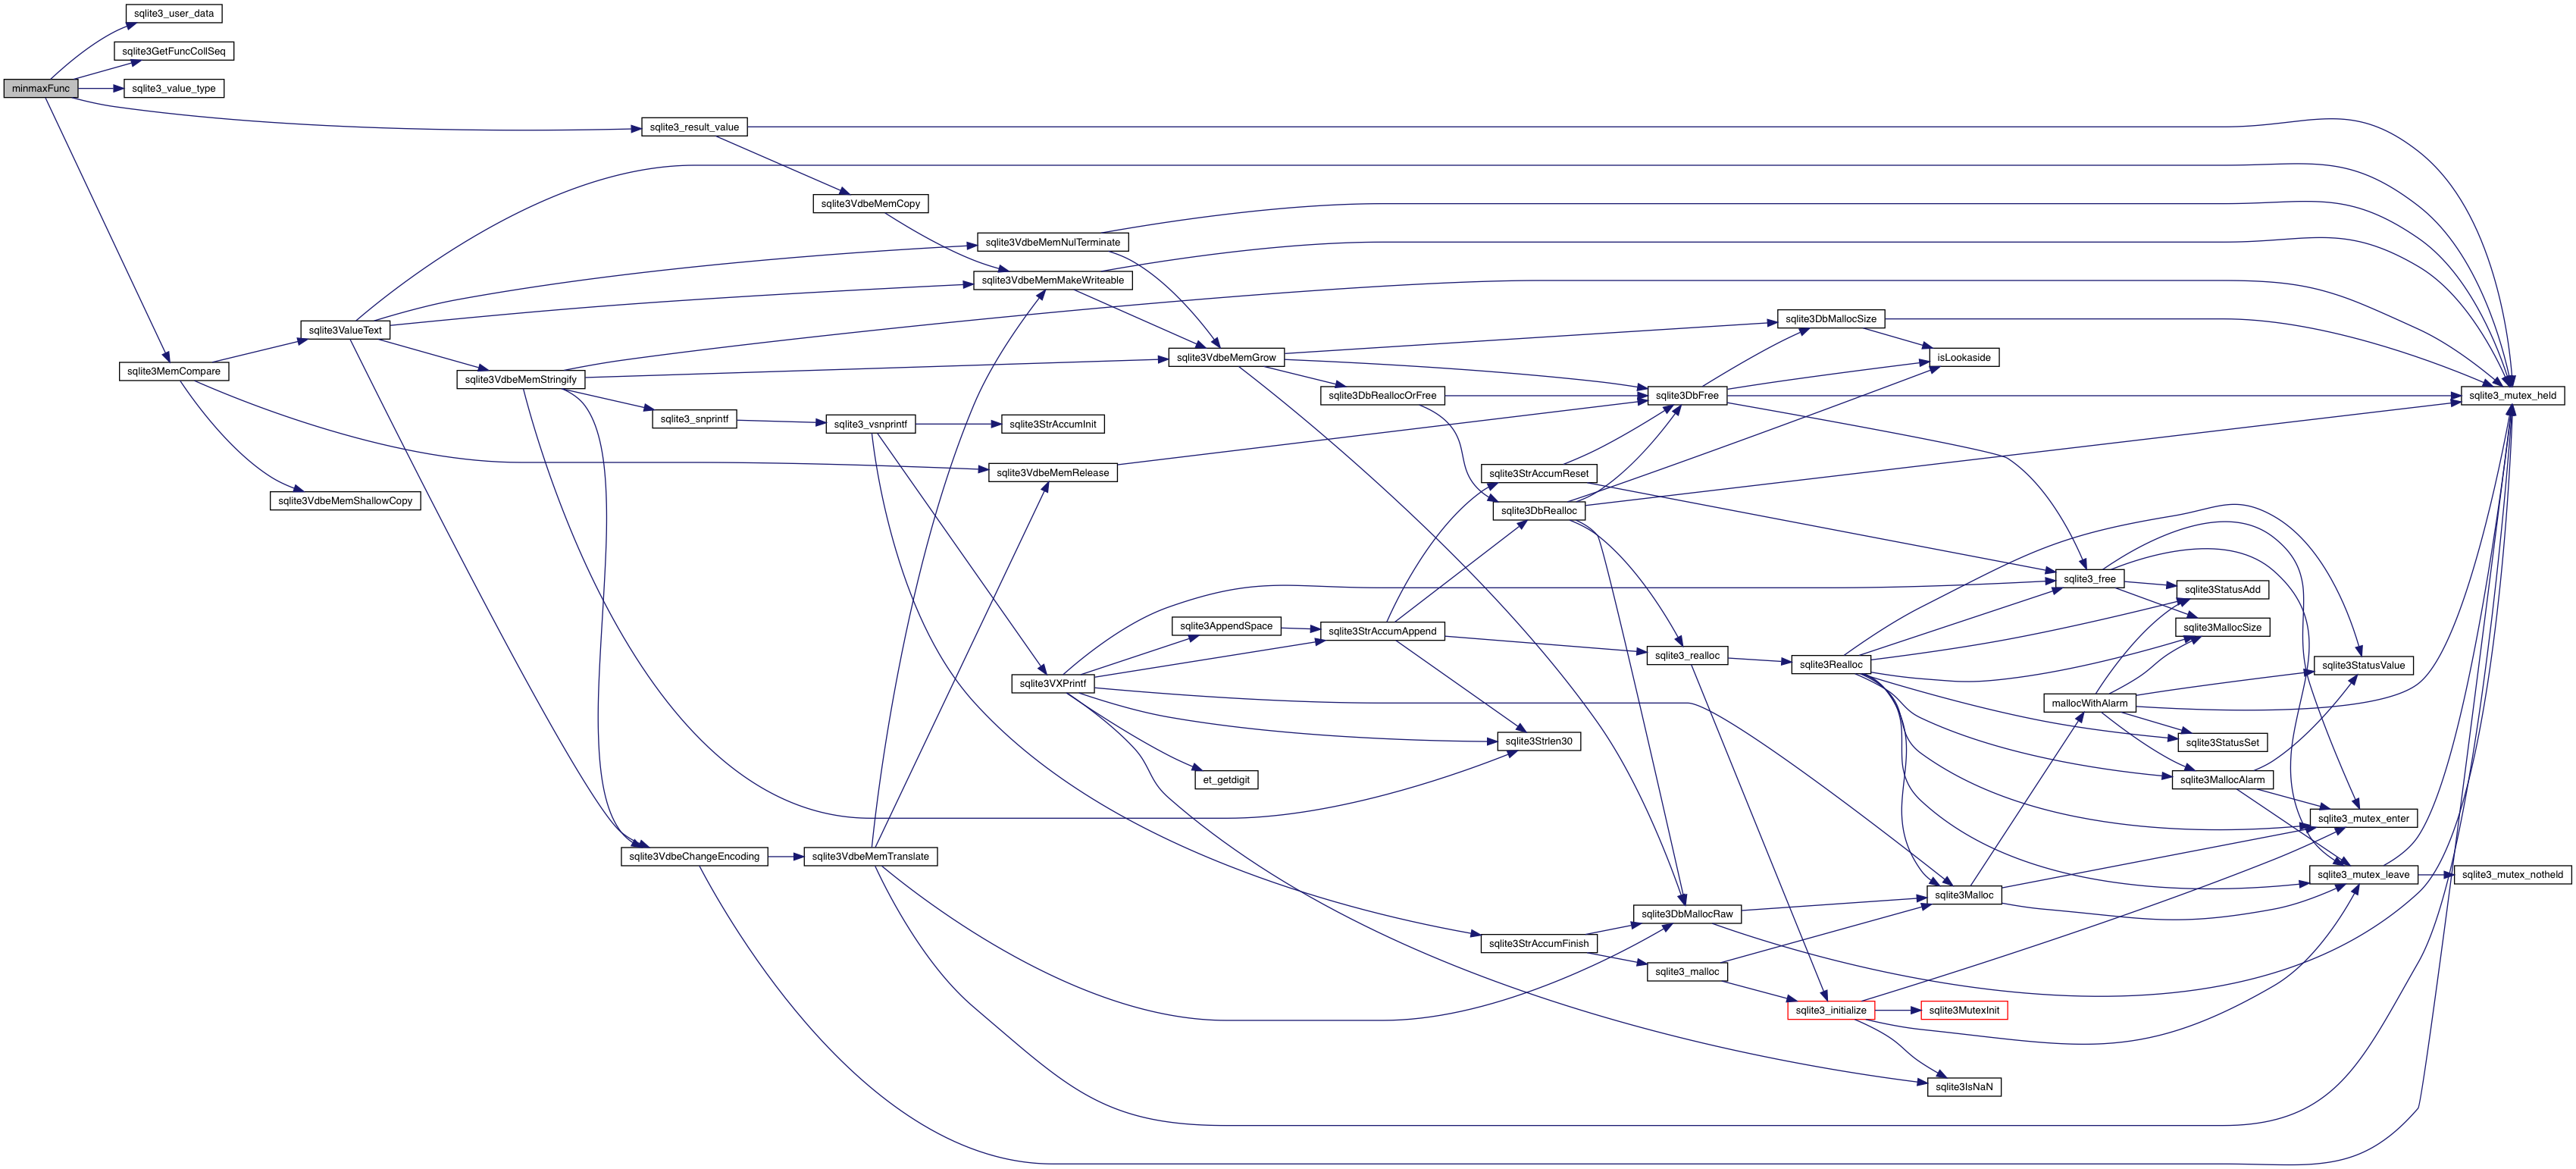 sqlite3_user_data
sqlite3GetFuncCollSeq
minmaxFunc
sqlite3_value_type
sqlite3_result_value
sqlite3VdbeMemCopy
sqlite3VdbeMemNulTerminate
sqlite3VdbeMemMakeWriteable
sqlite3DbMallocSize
sqlite3ValueText
sqlite3VdbeMemGrow
isLookaside
sqlite3MemCompare
sqlite3VdbeMemStringify
sqlite3DbReallocOrFree
sqlite3DbFree
sqlite3_mutex_held
sqlite3_snprintf
sqlite3_vsnprintf
sqlite3StrAccumInit
sqlite3VdbeMemRelease
sqlite3StrAccumReset
sqlite3VdbeMemShallowCopy
sqlite3DbRealloc
sqlite3_free
sqlite3StatusAdd
sqlite3AppendSpace
sqlite3StrAccumAppend
sqlite3MallocSize
sqlite3_realloc
sqlite3Realloc
sqlite3StatusValue
sqlite3VXPrintf
mallocWithAlarm
sqlite3Strlen30
sqlite3StatusSet
et_getdigit
sqlite3MallocAlarm
sqlite3_mutex_enter
sqlite3VdbeChangeEncoding
sqlite3VdbeMemTranslate
sqlite3_mutex_leave
sqlite3_mutex_notheld
sqlite3Malloc
sqlite3DbMallocRaw
sqlite3StrAccumFinish
sqlite3_malloc
sqlite3_initialize
sqlite3MutexInit
sqlite3IsNaN